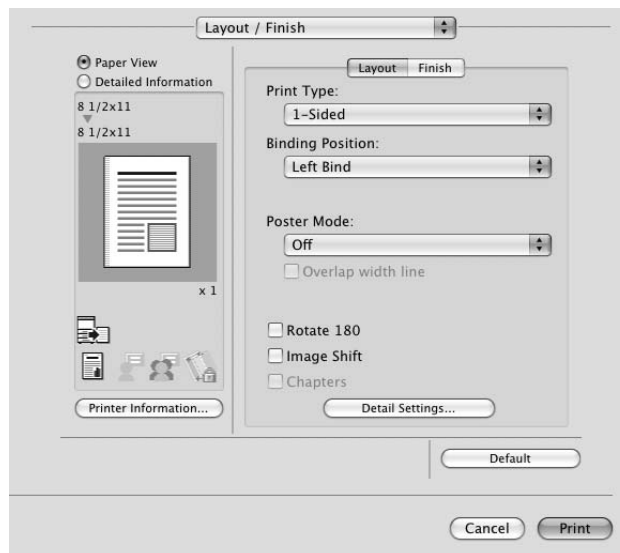 Layout / Finish
Paper View
Detailed Information
8 1/2x11
8 1/2x11
x 1
Printer Information...
Layout
Finish
Print Type:
1-Sided
Binding Position:
Left Bind
Poster Mode:
Off
Overlap width line
Rotate 180
Image Shift
Chapters
Detail Settings...
Default
Cancel
Print